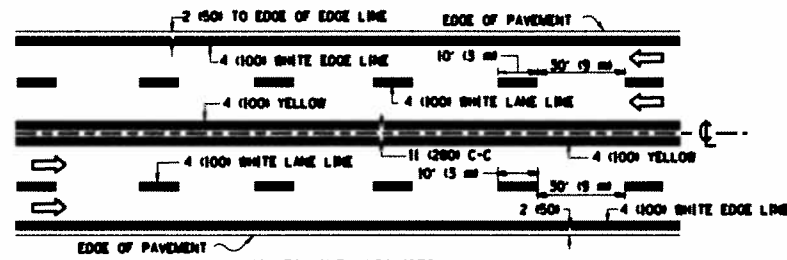 2 (50) TO EDGE OF EDGE LINE
EDGE OF PAVEMENT
4 (100) WHITE EDGE LINE
10' (3 m)
30' (9 m)
4 (100) YELLOW
4 (100) WHITE LANE LINE
℄
4 (100) WHITE LANE LINE
11 (280) C-C
4 (100) YELLOW
10' (3 m)
30' (9 m)
2 (50)
4 (100) WHITE EDGE LINE
EDGE OF PAVEMENT